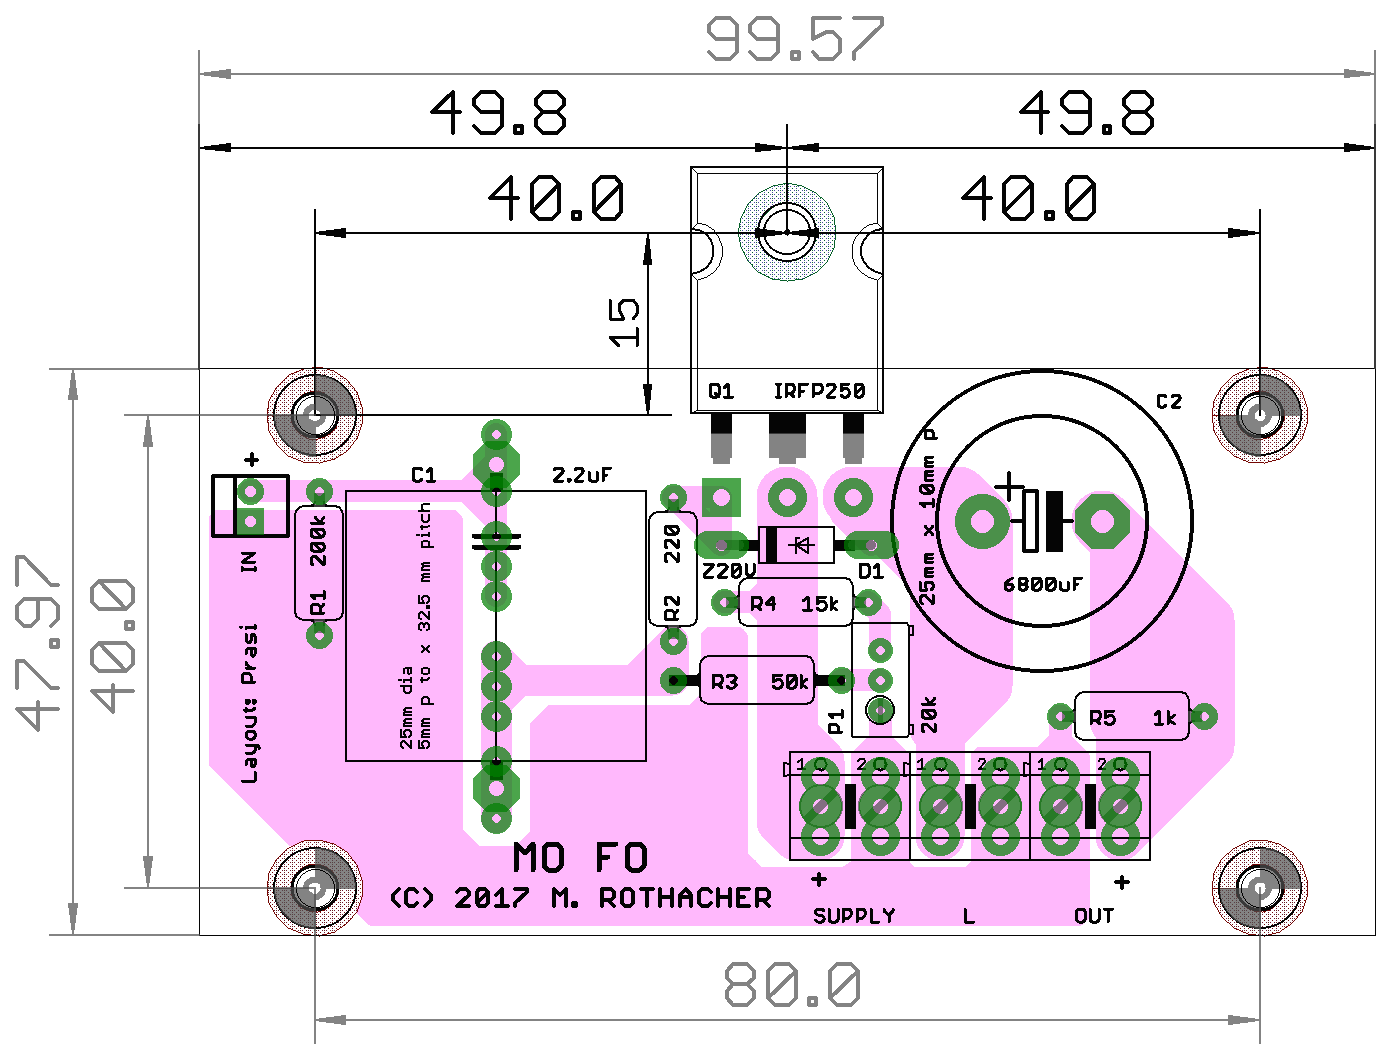 99.57
49.8 49.8
40.0 40.0
15
Q1 IRFP250
C2
+
C1 2.2uF
+
25mm x 10mm p
IN
R1 200k
25mm dia
5mm p to x 32.5 mm pitch
R2 220
Z20V D1
6800uF
R4 15k
47.97
40.0
Layout: Prasi
R3 50k
P1
20k
R5 1k
1 2 1 2 1 2
MO FO
+ +
(C) 2017 M. ROTHACHER
SUPPLY L OUT
80.0